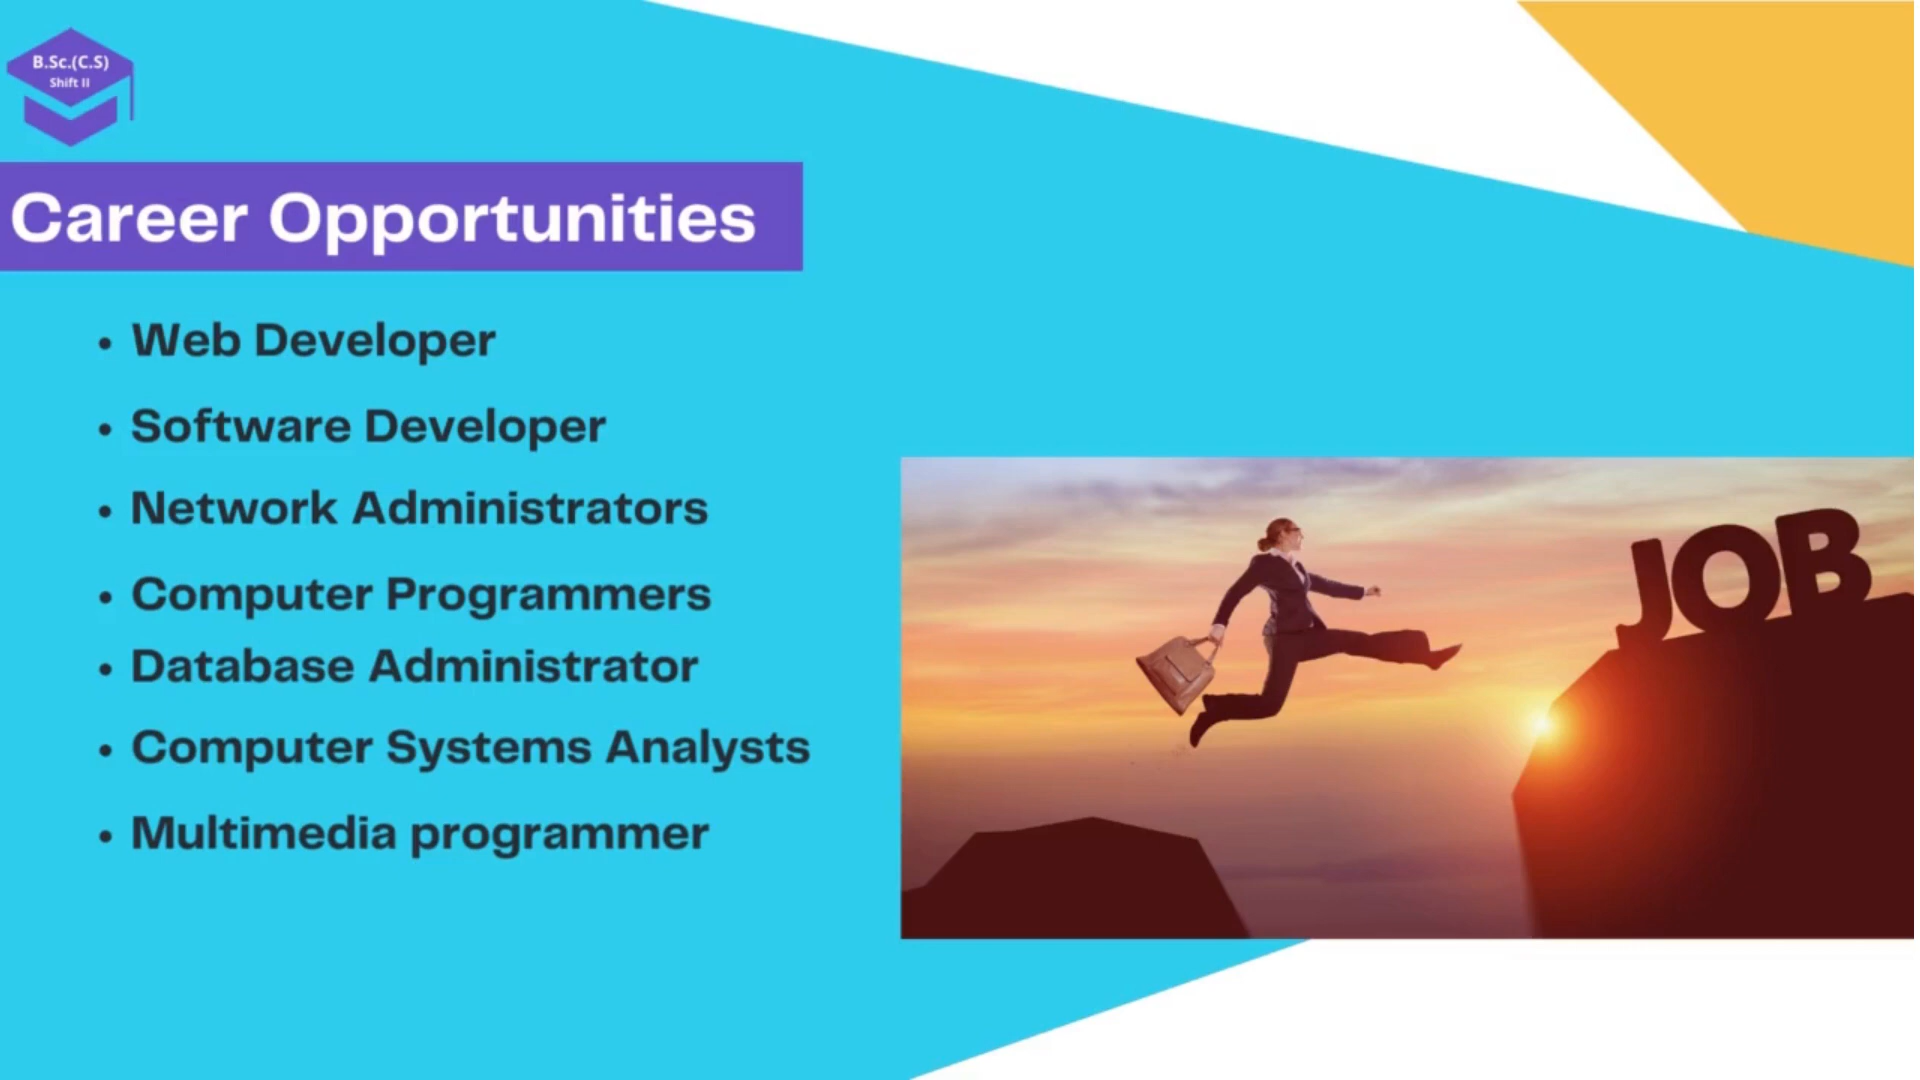 B.Sc.(C.S)
Shift II
Career Opportunities
• Web Developer
• Software Developer
• Network Administrators
• Computer Programmers
• Database Administrator
• Computer Systems Analysts
• Multimedia programmer
JOB